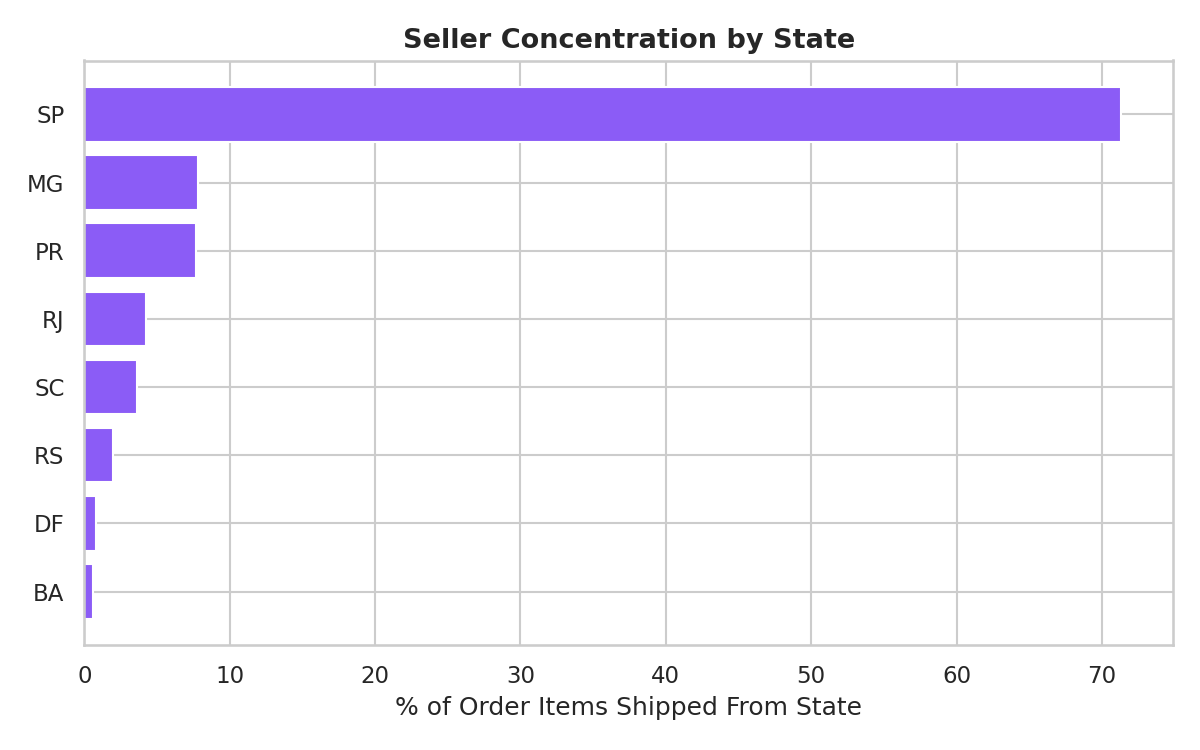 Seller Concentration by State
SP
MG
PR
RJ
SC
RS
DF
BA
0 10 20 30 40 50 60 70
% of Order Items Shipped From State